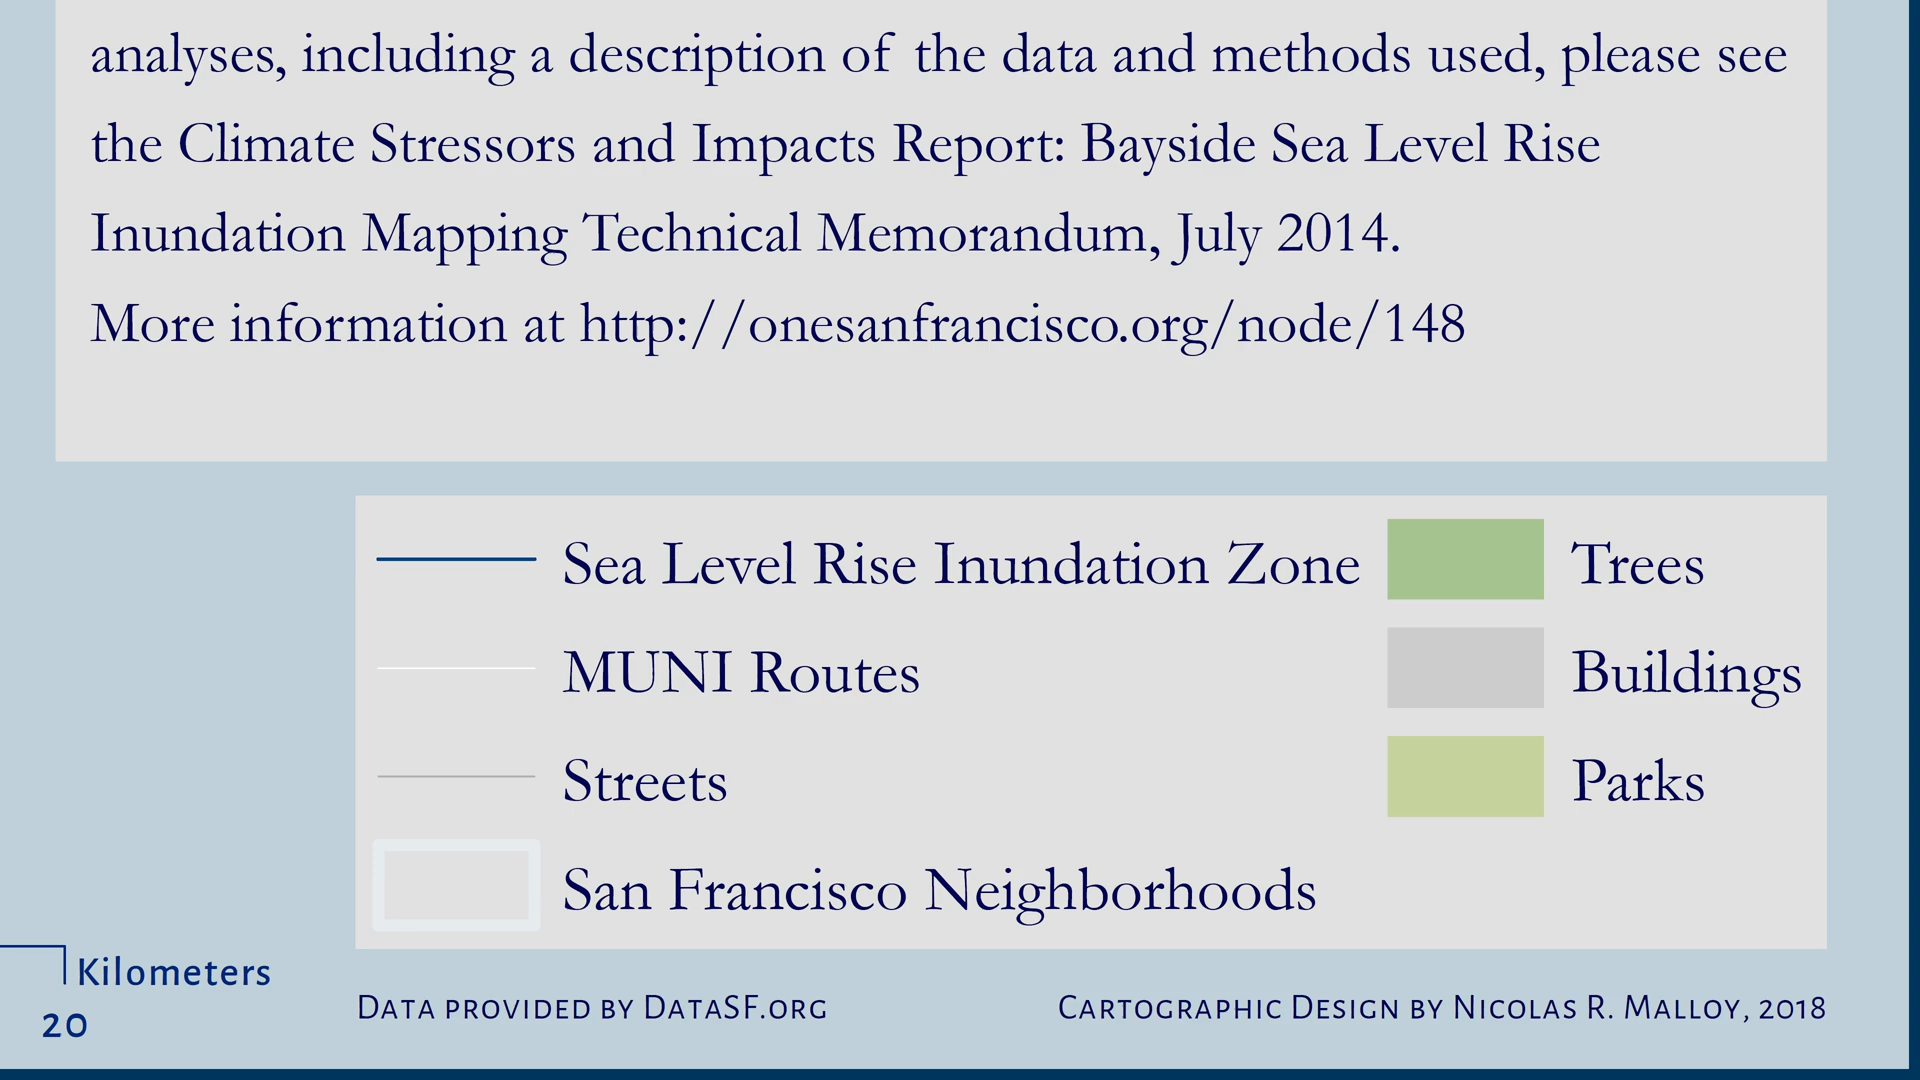 analyses, including a description of the data and methods used, please see
the Climate Stressors and Impacts Report: Bayside Sea Level Rise
Inundation Mapping Technical Memorandum, July 2014.
More information at http://onesanfrancisco.org/node/148
Sea Level Rise Inundation Zone
MUNI Routes
Streets
San Francisco Neighborhoods
Trees
Buildings
Parks
Kilometers
20
Data provided by DataSF.org
Cartographic Design by Nicolas R. Malloy, 2018